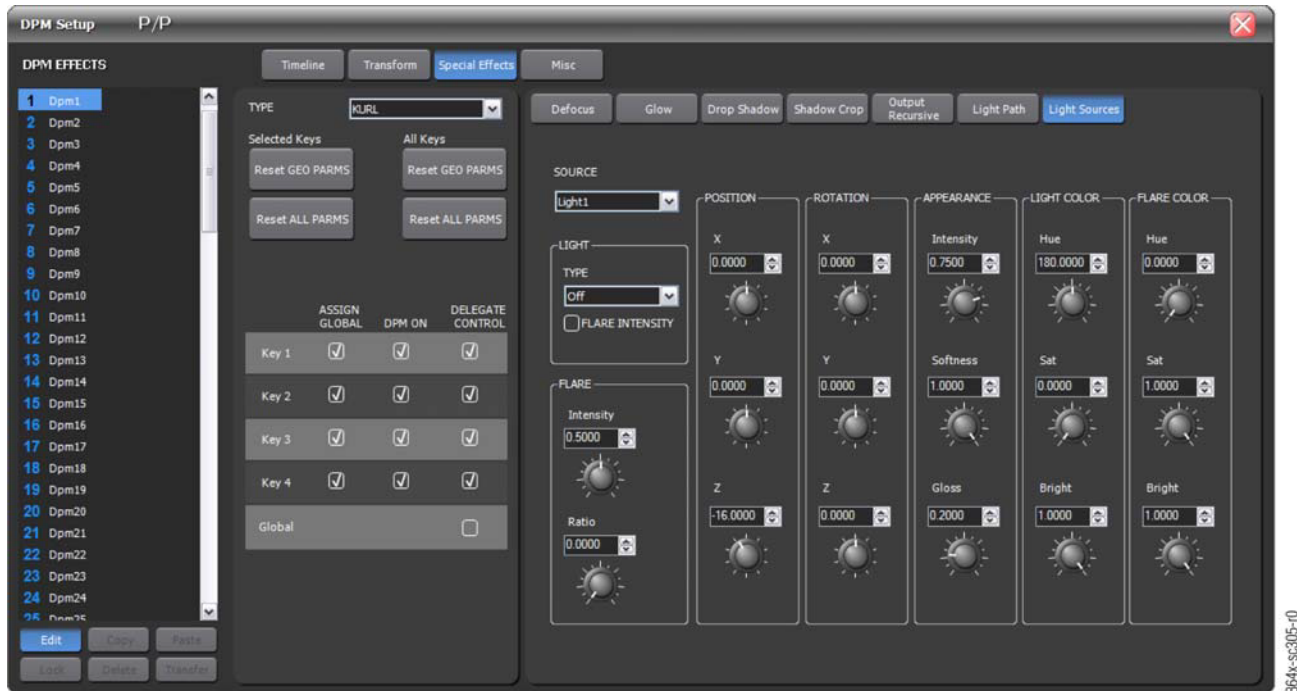 DPM Setup P/P
DPM EFFECTS
Timeline Transform Special Effects Misc
1 Dpm1
2 Dpm2
3 Dpm3
4 Dpm4
5 Dpm5
6 Dpm6
7 Dpm7
8 Dpm8
9 Dpm9
10 Dpm10
11 Dpm11
12 Dpm12
13 Dpm13
14 Dpm14
15 Dpm15
16 Dpm16
17 Dpm17
18 Dpm18
19 Dpm19
20 Dpm20
21 Dpm21
22 Dpm22
23 Dpm23
24 Dpm24
25 Dpm25
Edit Copy Paste
Lock Delete Transfer
TYPE KURL
Selected Keys All Keys
Reset GEO PARMS Reset GEO PARMS
Reset ALL PARMS Reset ALL PARMS
ASSIGN GLOBAL DPM ON DELEGATE CONTROL
Key 1
Key 2
Key 3
Key 4
Global
Defocus Glow Drop Shadow Shadow Crop Output Recursive Light Path Light Sources
SOURCE
Light1
LIGHT
TYPE
Off
FLARE INTENSITY
FLARE
Intensity
0.5000
Ratio
0.0000
POSITION
X
0.0000
Y
0.0000
Z
-16.0000
ROTATION
X
0.0000
Y
0.0000
Z
0.0000
APPEARANCE
Intensity
0.7500
Softness
1.0000
Gloss
0.2000
LIGHT COLOR
Hue
180.0000
Sat
0.0000
Bright
1.0000
FLARE COLOR
Hue
0.0000
Sat
1.0000
Bright
1.0000